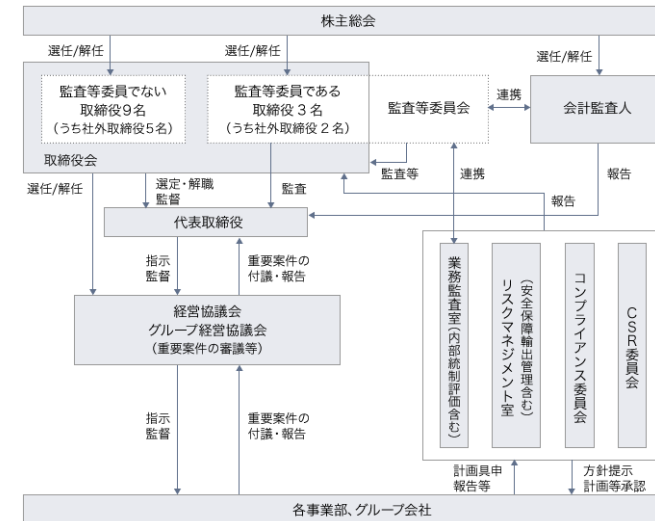 株主総会
選任/解任
選任/解任
選任/解任
監査等委員でない
取締役9名
(うち社外取締役5名)
監査等委員である
取締役3名
(うち社外取締役2名)
監査等委員会
連携
会計監査人
取締役会
選任/解任
選定・解職
監督
監査
監査等
連携
報告
報告
代表取締役
指示
監督
重要案件の
付議・報告
経営協議会
グループ経営協議会
(重要案件の審議等)
業務監査室(内部統制評価含む)
(安全保障輸出管理含む)
リスクマネジメント室
コンプライアンス委員会
CSR委員会
指示
監督
重要案件の
付議・報告
計画具申
報告等
方針提示
計画等承認
各事業部、グループ会社